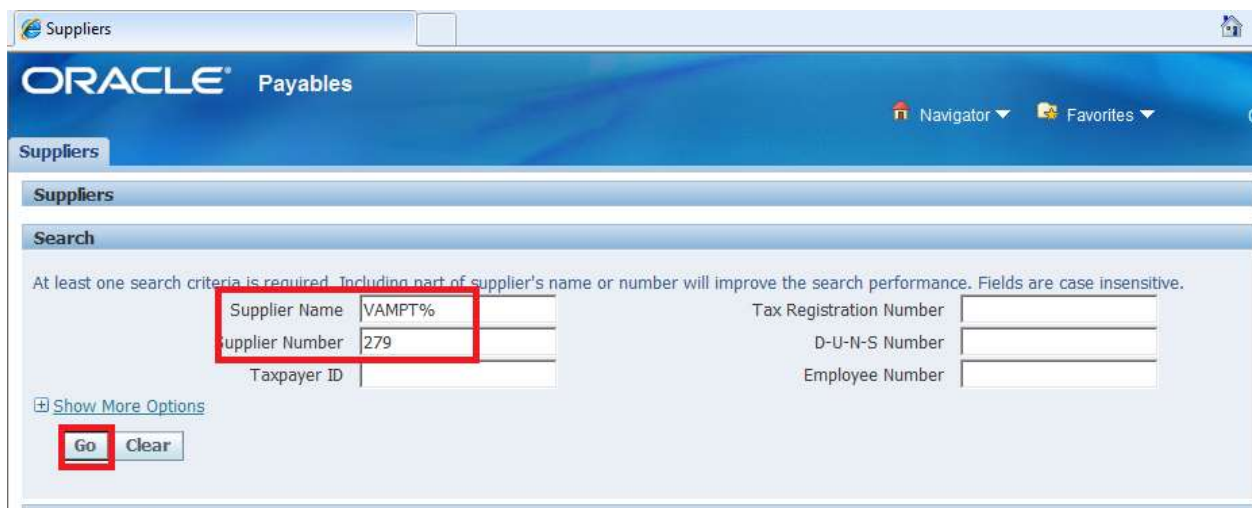 Suppliers
ORACLE® Payables
Navigator Favorites
Suppliers
Suppliers
Search
At least one search criteria is required. Including part of supplier's name or number will improve the search performance. Fields are case insensitive.
Supplier Name VAMPT% Tax Registration Number
Supplier Number 279 D-U-N-S Number
Taxpayer ID Employee Number
Show More Options
Go Clear